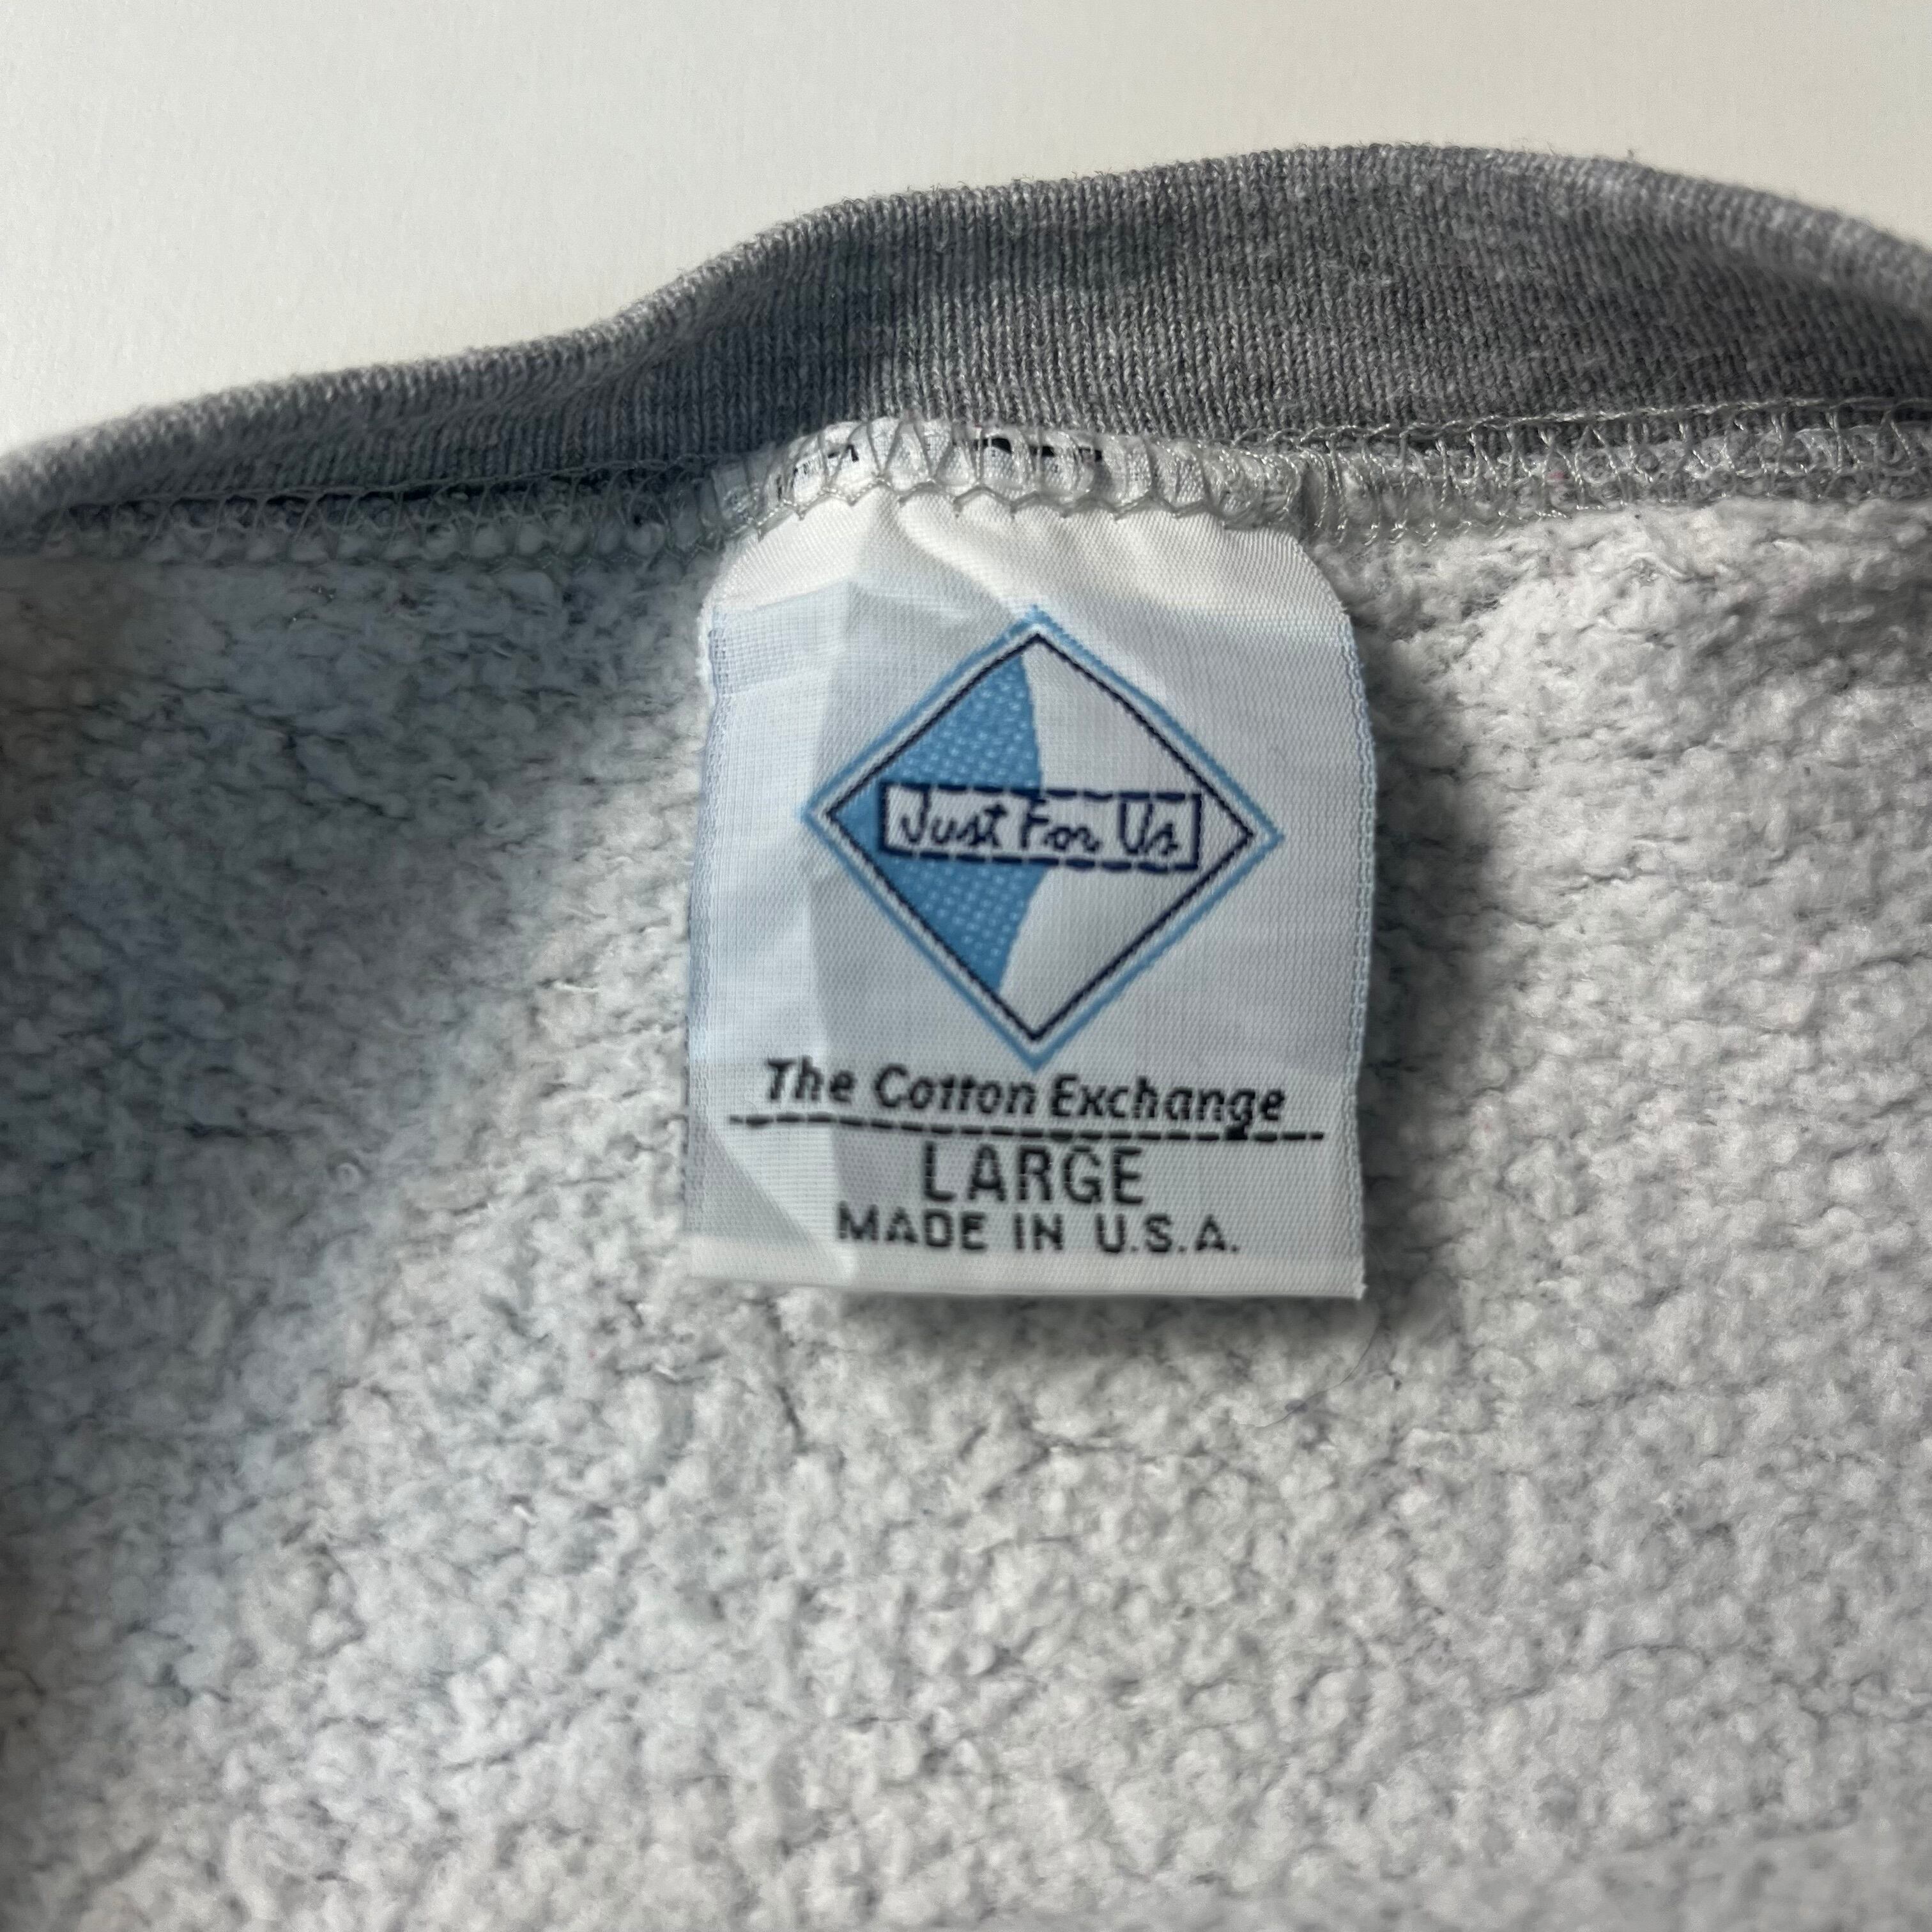 Just For Us
The Cotton Exchange
LARGE
MADE IN U.S.A.